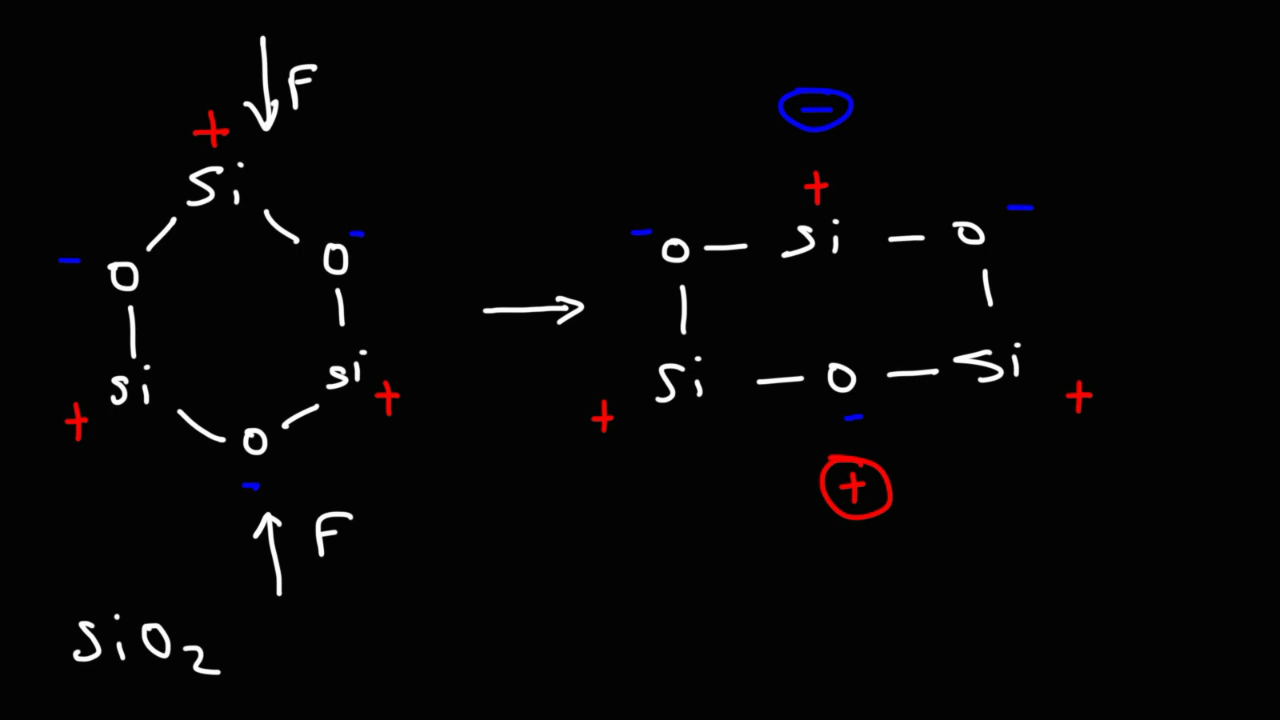 F
+
Si
- O O -
Si Si
+ +
O
-
F
SiO2
-
+
- O - Si - O -
Si - O - Si
+ - +
+